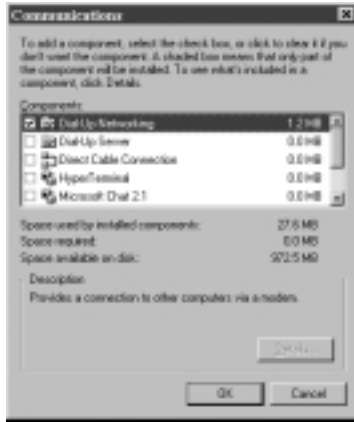 Communications
To add a component, select the check box, or click to clear it if you
don't want the component. A shaded box means that only part of
the component will be installed. To see what's included in a
component, click Details.
Components:
Dial-Up Networking 1.2 MB
Dial-Up Server 0.0 MB
Direct Cable Connection 0.0 MB
HyperTerminal 0.0 MB
Microsoft Chat 2.1 0.0 MB
Space used by installed components: 27.6 MB
Space required: 0.0 MB
Space available on disk: 972.5 MB
Description
Provides a connection to other computers via a modem.
Details...
OK Cancel